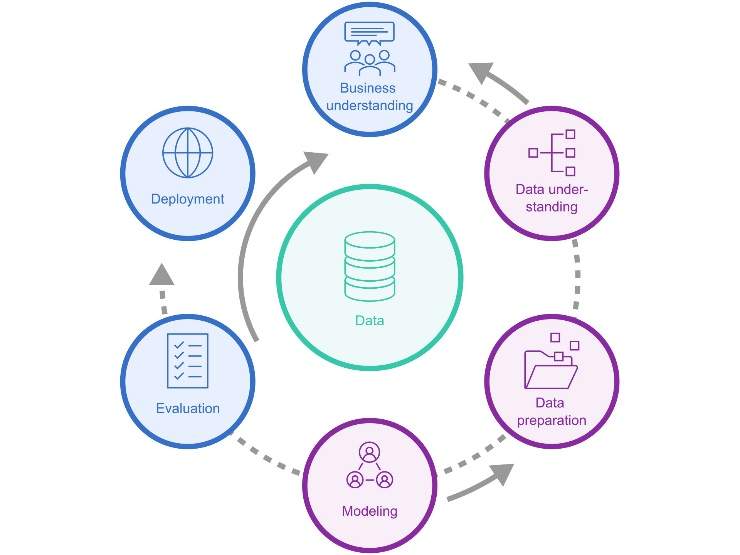 Business
understanding
Deployment
Data under-
standing
Data
Evaluation
Data
preparation
Modeling